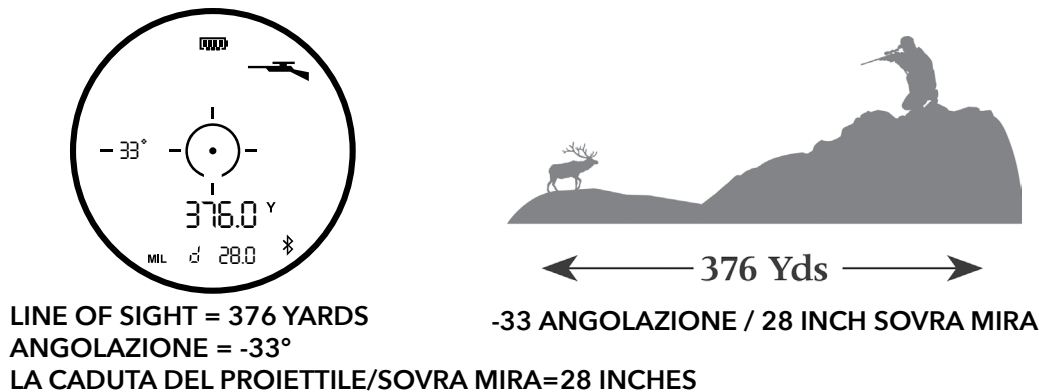 -33°
376.0 Y
MIL d 28.0
376 Yds
LINE OF SIGHT = 376 YARDS
ANGOLAZIONE = -33°
LA CADUTA DEL PROIETTILE/SOVRA MIRA=28 INCHES
-33 ANGOLAZIONE / 28 INCH SOVRA MIRA